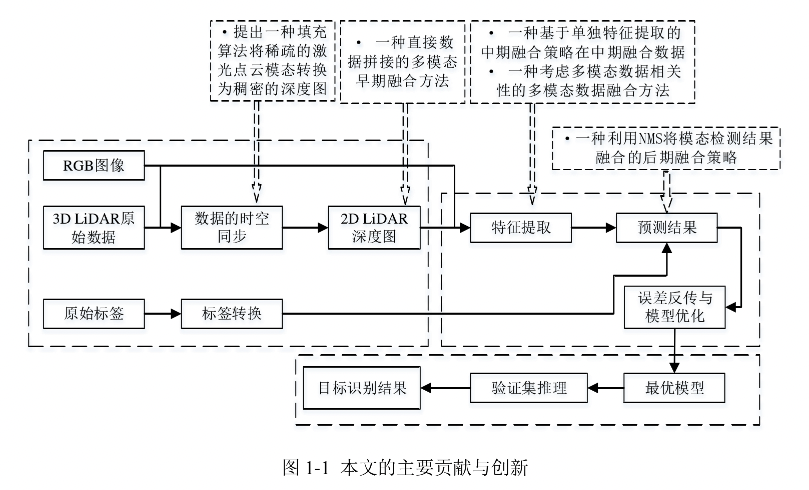 • 提出一种填充
算法将稀疏的激
光点云模态转换
为稠密的深度图
• 一种直接数
据拼接的多模态
早期融合方法
• 一种基于单独特征提取的
中期融合策略在中期融合数据
• 一种考虑多模态数据相关
性的多模态数据融合方法
• 一种利用NMS将模态检测结果
融合的后期融合策略
RGB图像
3D LiDAR原
始数据
数据的时空
同步
2D LiDAR
深度图
特征提取
预测结果
原始标签
标签转换
误差反传与
模型优化
目标识别结果
验证集推理
最优模型
图 1-1 本文的主要贡献与创新